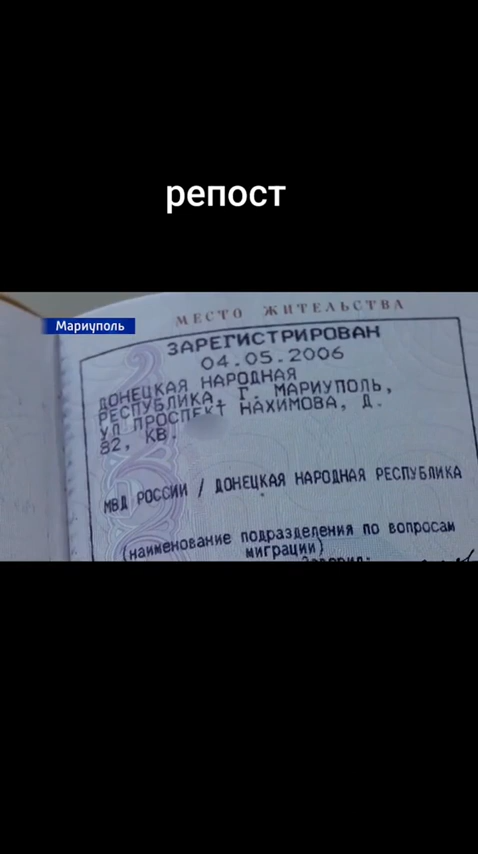 репост
Мариуполь
МЕСТО ЖИТЕЛЬСТВА
ЗАРЕГИСТРИРОВАН
04.05.2006
ДОНЕЦКАЯ НАРОДНАЯ
РЕСПУБЛИКА, Г. МАРИУПОЛЬ,
УЛ ПРОСПЕКТ НАХИМОВА, Д.
82, КВ.
МВД РОССИИ / ДОНЕЦКАЯ НАРОДНАЯ РЕСПУБЛИКА
(наименование подразделения по вопросам
миграции)